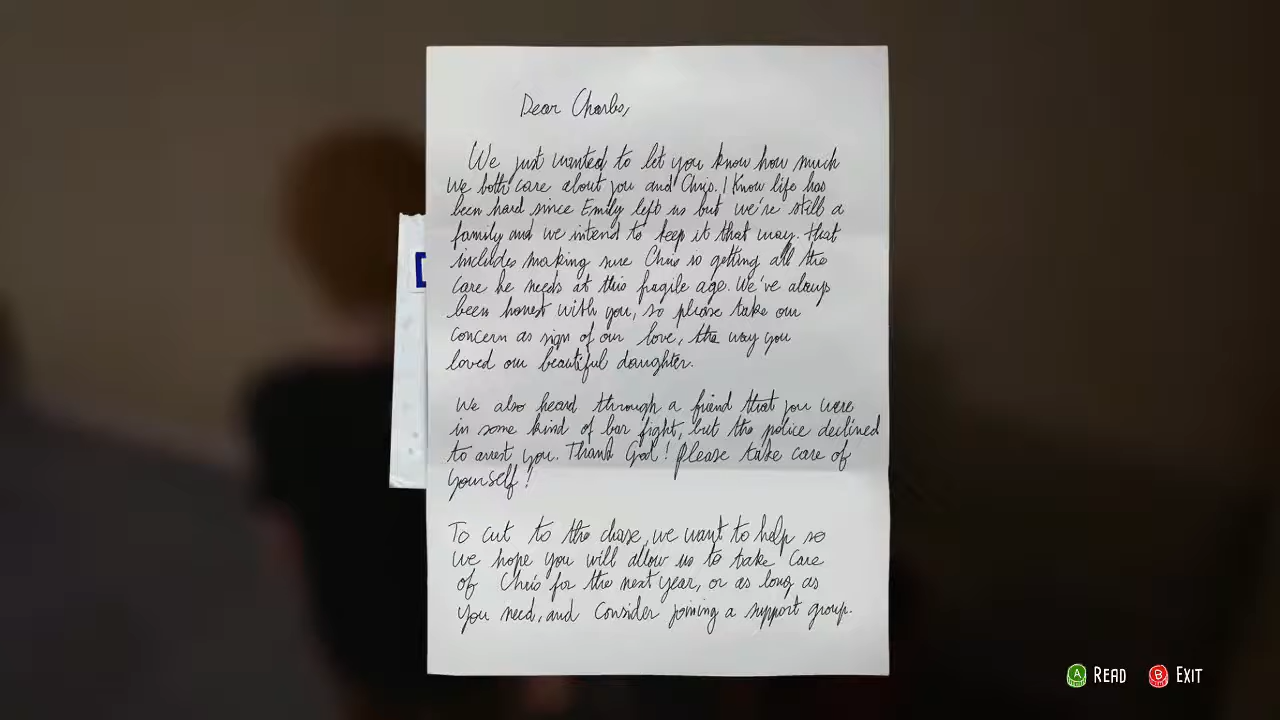 Dear Charles,
We just wanted to let you know how much
we both care about you and Chris. I know life has
been hard since Emily left us but we're still a
family and we intend to keep it that way. That
includes making sure Chris is getting all the
care he needs at this fragile age. We've always
been honest with you, so please take our
concern as sign of our love, the way you
loved our beautiful daughter.
We also heard through a friend that you were
in some kind of bar fight, but the police declined
to arrest you. Thank God! Please take care of
yourself!
To cut to the chase, we want to help so
we hope you will allow us to take care
of Chris for the next year, or as long as
you need, and consider joining a support group.
A READ B EXIT